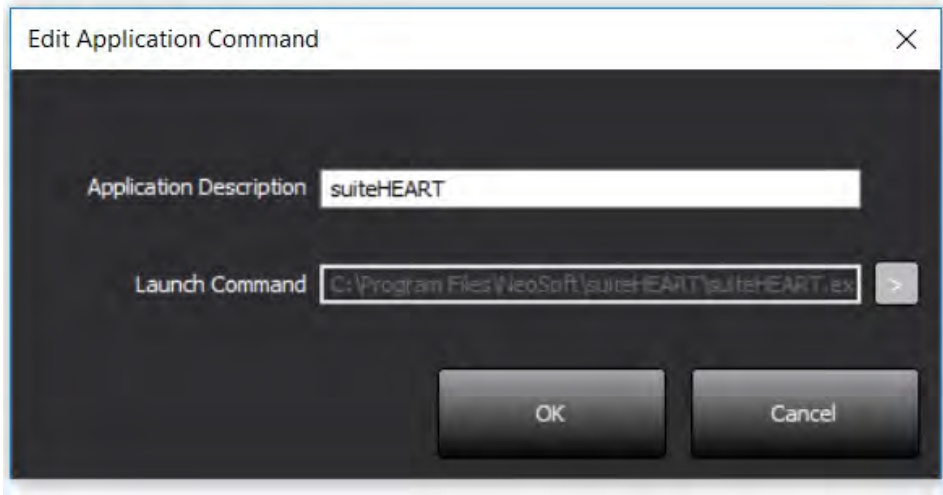 Edit Application Command
Application Description suiteHEART
Launch Command C:\Program Files\NeoSoft\suiteHEART\suiteHEART.ex
>
OK Cancel